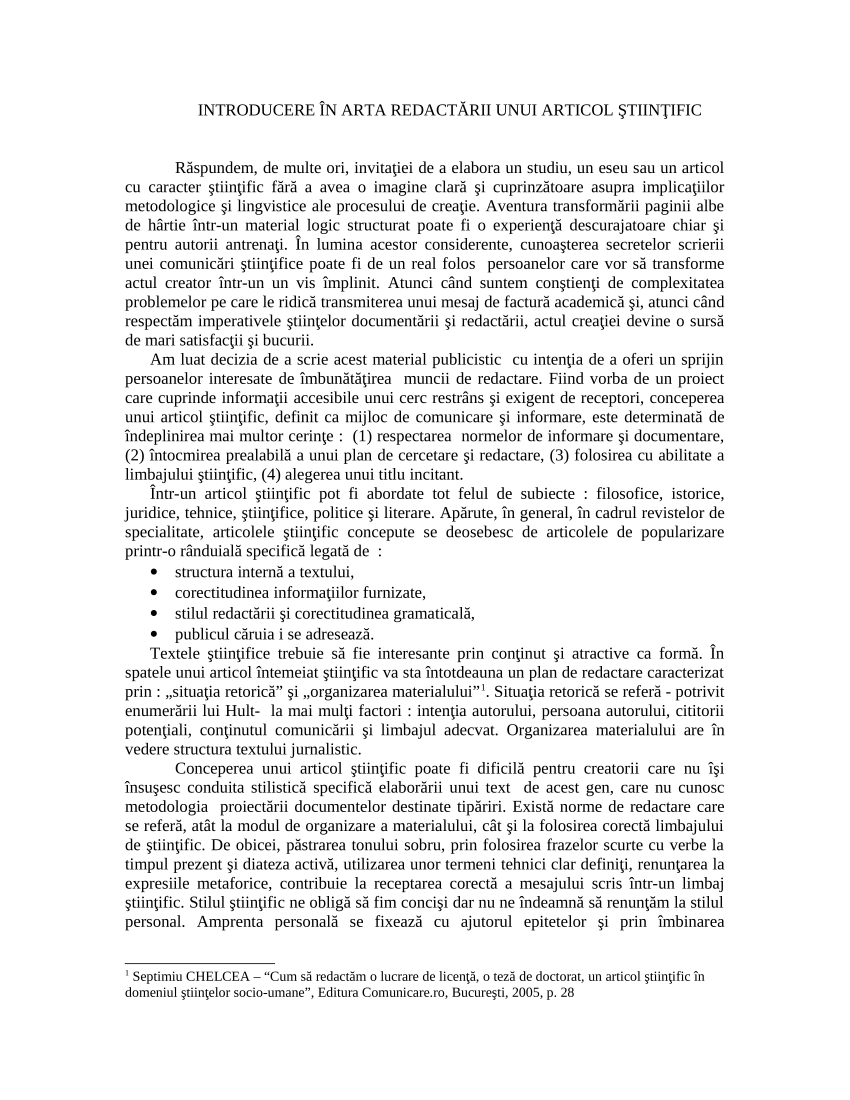 INTRODUCERE ÎN ARTA REDACTĂRII UNUI ARTICOL ŞTIINŢIFIC
Răspundem, de multe ori, invitaţiei de a elabora un studiu, un eseu sau un articol
cu caracter ştiinţific fără a avea o imagine clară şi cuprinzătoare asupra implicaţiilor
metodologice şi lingvistice ale procesului de creaţie. Aventura transformării paginii albe
de hârtie într-un material logic structurat poate fi o experienţă descurajatoare chiar şi
pentru autorii antrenaţi. În lumina acestor considerente, cunoaşterea secretelor scrierii
unei comunicări ştiinţifice poate fi de un real folos persoanelor care vor să transforme
actul creator într-un un vis împlinit. Atunci când suntem conştienţi de complexitatea
problemelor pe care le ridică transmiterea unui mesaj de factură academică şi, atunci când
respectăm imperativele ştiinţelor documentării şi redactării, actul creaţiei devine o sursă
de mari satisfacţii şi bucurii.
Am luat decizia de a scrie acest material publicistic cu intenţia de a oferi un sprijin
persoanelor interesate de îmbunătăţirea muncii de redactare. Fiind vorba de un proiect
care cuprinde informaţii accesibile unui cerc restrâns şi exigent de receptori, conceperea
unui articol ştiinţific, definit ca mijloc de comunicare şi informare, este determinată de
îndeplinirea mai multor cerinţe : (1) respectarea normelor de informare şi documentare,
(2) întocmirea prealabilă a unui plan de cercetare şi redactare, (3) folosirea cu abilitate a
limbajului ştiinţific, (4) alegerea unui titlu incitant.
Într-un articol ştiinţific pot fi abordate tot felul de subiecte : filosofice, istorice,
juridice, tehnice, ştiinţifice, politice şi literare. Apărute, în general, în cadrul revistelor de
specialitate, articolele ştiinţific concepute se deosebesc de articolele de popularizare
printr-o rânduială specifică legată de :
• structura internă a textului,
• corectitudinea informaţiilor furnizate,
• stilul redactării şi corectitudinea gramaticală,
• publicul căruia i se adresează.
Textele ştiinţifice trebuie să fie interesante prin conţinut şi atractive ca formă. În
spatele unui articol întemeiat ştiinţific va sta întotdeauna un plan de redactare caracterizat
prin : „situaţia retorică” şi „organizarea materialului”1. Situaţia retorică se referă - potrivit
enumerării lui Hult- la mai mulţi factori : intenţia autorului, persoana autorului, cititorii
potenţiali, conţinutul comunicării şi limbajul adecvat. Organizarea materialului are în
vedere structura textului jurnalistic.
Conceperea unui articol ştiinţific poate fi dificilă pentru creatorii care nu îşi
însuşesc conduita stilistică specifică elaborării unui text de acest gen, care nu cunosc
metodologia proiectării documentelor destinate tipăriri. Există norme de redactare care
se referă, atât la modul de organizare a materialului, cât şi la folosirea corectă limbajului
de ştiinţific. De obicei, păstrarea tonului sobru, prin folosirea frazelor scurte cu verbe la
timpul prezent şi diateza activă, utilizarea unor termeni tehnici clar definiţi, renunţarea la
expresiile metaforice, contribuie la receptarea corectă a mesajului scris într-un limbaj
ştiinţific. Stilul ştiinţific ne obligă să fim concişi dar nu ne îndeamnă să renunţăm la stilul
personal. Amprenta personală se fixează cu ajutorul epitetelor şi prin îmbinarea
1 Septimiu CHELCEA – “Cum să redactăm o lucrare de licenţă, o teză de doctorat, un articol ştiinţific în
domeniul ştiinţelor socio-umane”, Editura Comunicare.ro, Bucureşti, 2005, p. 28